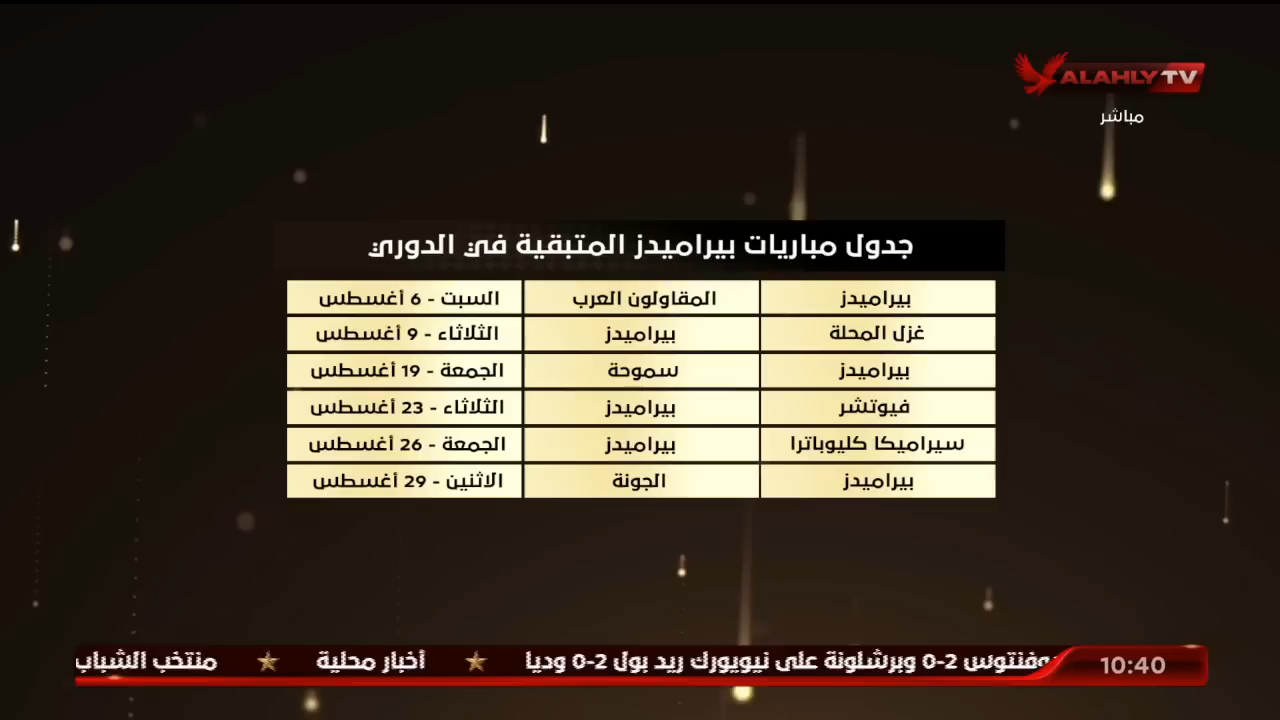 ALAHLY TV
مباشر
جدول مباريات بيراميدز المتبقية في الدوري
بيراميدز المقاولون العرب السبت - 6 أغسطس
غزل المحلة بيراميدز الثلاثاء - 9 أغسطس
بيراميدز سموحة الجمعة - 19 أغسطس
فيوتشر بيراميدز الثلاثاء - 23 أغسطس
سيراميكا كليوباترا بيراميدز الجمعة - 26 أغسطس
بيراميدز الجونة الاثنين - 29 أغسطس
10:40
2-0 وبرشلونة على نيويورك ريد بول 2-0 وديا ★ أخبار محلية ★ منتخب الشباب